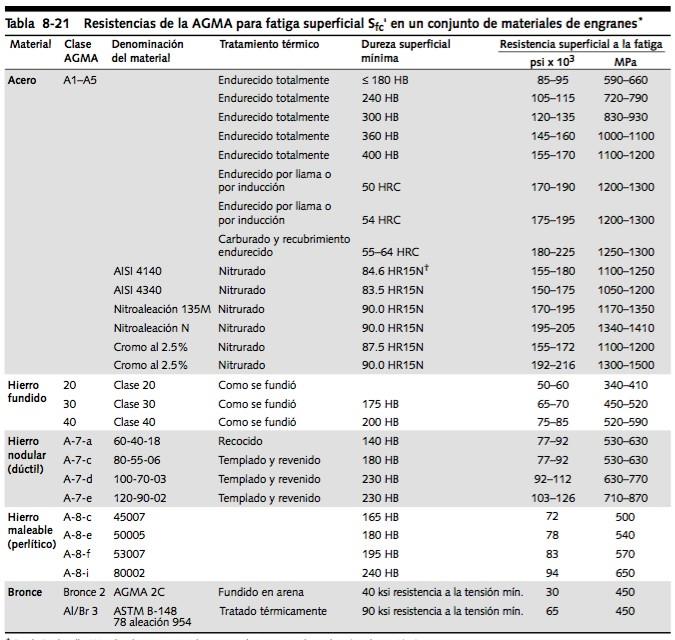 Tabla 8-21 Resistencias de la AGMA para fatiga superficial Sfc' en un conjunto de materiales de engranes*
Material Clase AGMA Denominación del material Tratamiento térmico Dureza superficial mínima Resistencia superficial a la fatiga
psi x 10³ MPa
Acero A1–A5 Endurecido totalmente ≤ 180 HB 85–95 590–660
Endurecido totalmente 240 HB 105–115 720–790
Endurecido totalmente 300 HB 120–135 830–930
Endurecido totalmente 360 HB 145–160 1000–1100
Endurecido totalmente 400 HB 155–170 1100–1200
Endurecido por llama o
por inducción 50 HRC 170–190 1200–1300
Endurecido por llama o
por inducción 54 HRC 175–195 1200–1300
Carburado y recubrimiento
endurecido 55–64 HRC 180–225 1250–1300
AISI 4140 Nitrurado 84.6 HR15N† 155–180 1100–1250
AISI 4340 Nitrurado 83.5 HR15N 150–175 1050–1200
Nitroaleación 135M Nitrurado 90.0 HR15N 170–195 1170–1350
Nitroaleación N Nitrurado 90.0 HR15N 195–205 1340–1410
Cromo al 2.5% Nitrurado 87.5 HR15N 155–172 1100–1200
Cromo al 2.5% Nitrurado 90.0 HR15N 192–216 1300–1500
Hierro fundido 20 Clase 20 Como se fundió 50–60 340–410
30 Clase 30 Como se fundió 175 HB 65–70 450–520
40 Clase 40 Como se fundió 200 HB 75–85 520–590
Hierro nodular (dúctil) A-7-a 60-40-18 Recocido 140 HB 77–92 530–630
A-7-c 80-55-06 Templado y revenido 180 HB 77–92 530–630
A-7-d 100-70-03 Templado y revenido 230 HB 92–112 630–770
A-7-e 120-90-02 Templado y revenido 230 HB 103–126 710–870
Hierro maleable (perlítico) A-8-c 45007 165 HB 72 500
A-8-e 50005 180 HB 78 540
A-8-f 53007 195 HB 83 570
A-8-i 80002 240 HB 94 650
Bronce Bronce 2 AGMA 2C Fundido en arena 40 ksi resistencia a la tensión mín. 30 450
Al/Br 3 ASTM B-148 Tratado térmicamente 90 ksi resistencia a la tensión mín. 65 450
78 aleación 954